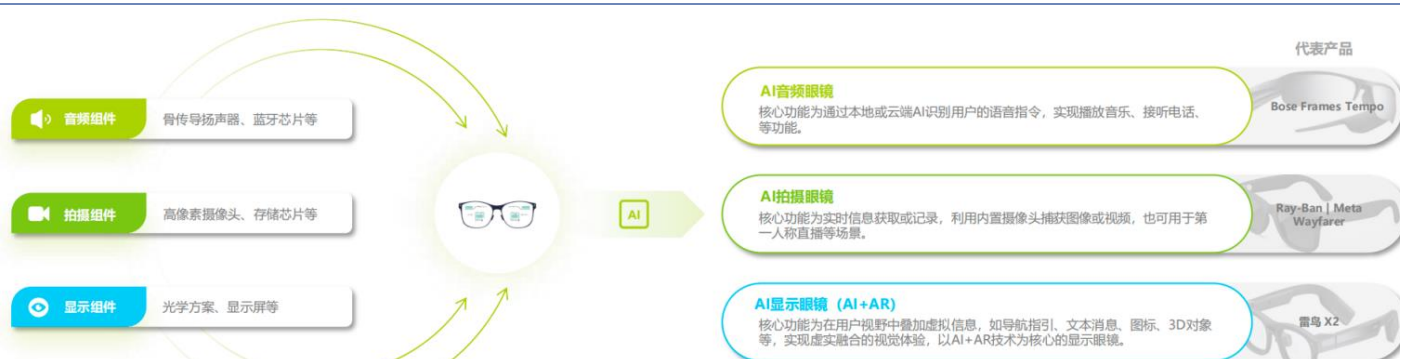 代表产品
音频组件
骨传导扬声器、蓝牙芯片等
拍摄组件
高像素摄像头、存储芯片等
显示组件
光学方案、显示屏等
AI
AI音频眼镜
核心功能为通过本地或云端AI识别用户的语音指令，实现播放音乐、接听电话、
等功能。
Bose Frames Tempo
AI拍摄眼镜
核心功能为实时信息获取或记录，利用内置摄像头捕获图像或视频，也可用于第
一人称直播等场景。
Ray-Ban | Meta
Wayfarer
AI显示眼镜（AI+AR）
核心功能为在用户视野中叠加虚拟信息，如导航指引、文本消息、图标、3D对象
等，实现虚实融合的视觉体验，以AI+AR技术为核心的显示眼镜。
雷鸟 X2